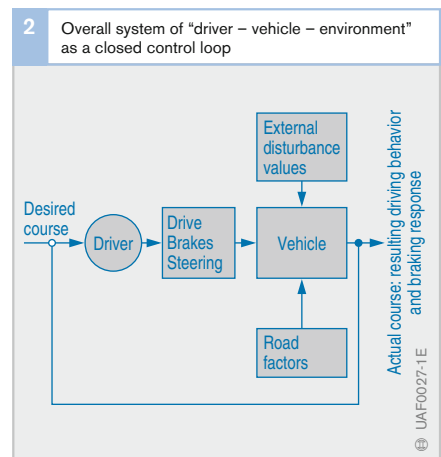 2
Overall system of “driver – vehicle – environment”
as a closed control loop
External
disturbance
values
Desired
course
Driver
Drive
Brakes
Steering
Vehicle
Road
factors
Actual course: resulting driving behavior
and braking response
UAF0027-1E